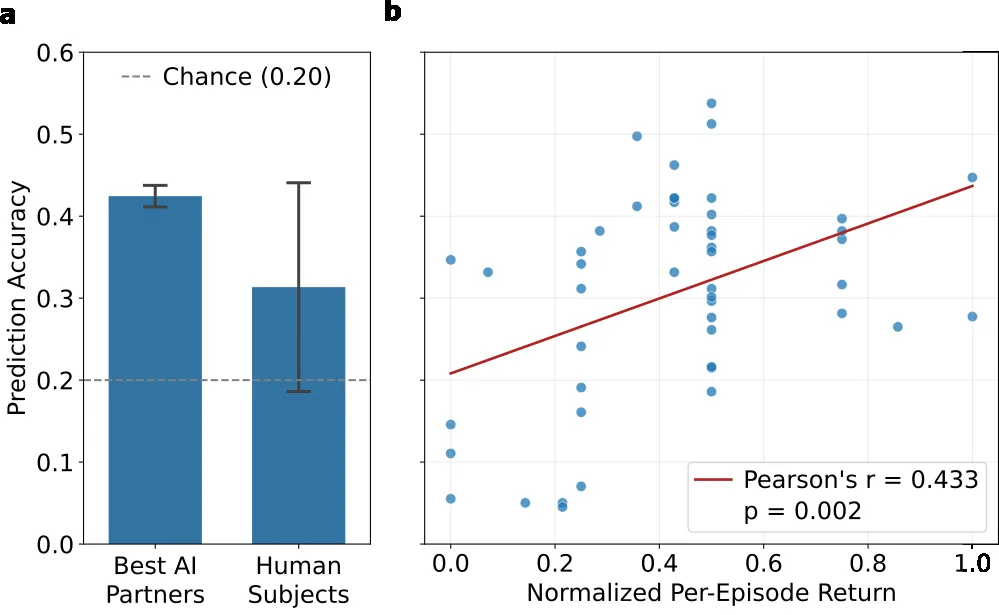 a
b
0.6
0.5
0.4
0.3
0.2
0.1
0.0
Prediction Accuracy
Chance (0.20)
Best AI
Partners
Human
Subjects
Pearson's r = 0.433
p = 0.002
0.0 0.2 0.4 0.6 0.8 1.0
Normalized Per-Episode Return